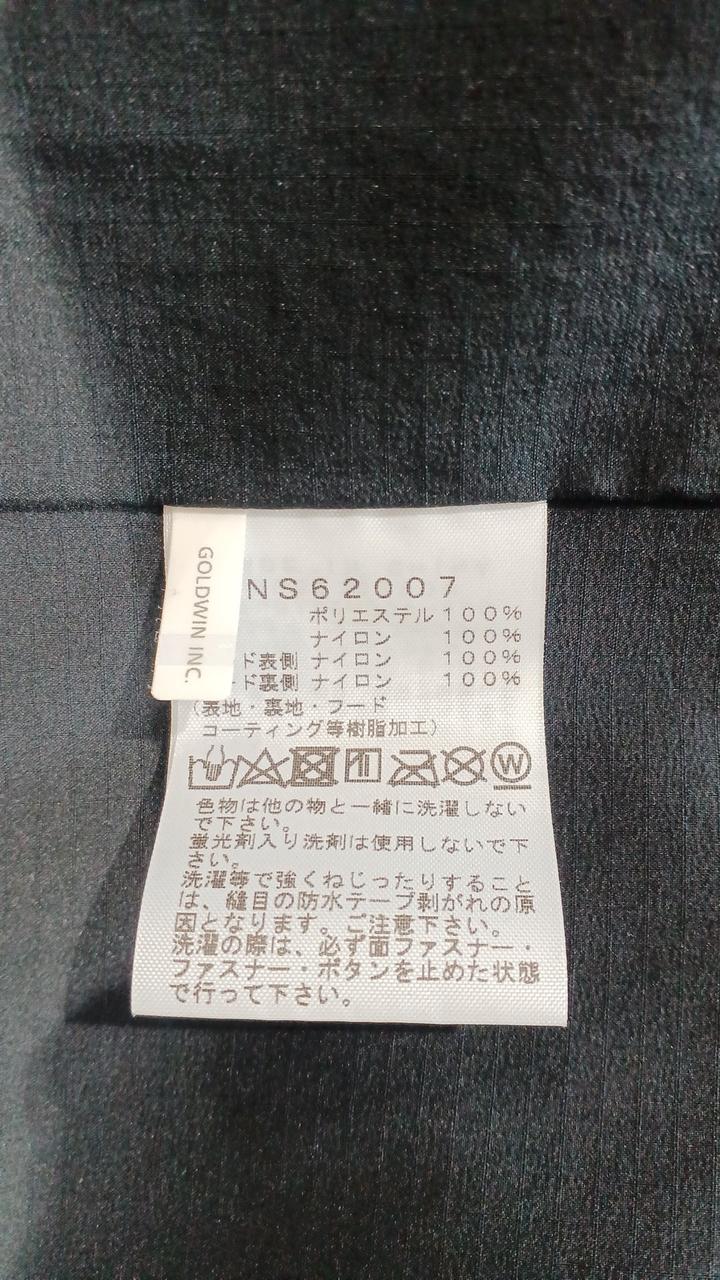 GOLDWIN INC.
NS62007
ポリエステル100%
ナイロン 100%
ド表側 ナイロン 100%
ド裏側 ナイロン 100%
(表地・裏地・フード
コーティング等樹脂加工)
W
色物は他の物と一緒に洗濯しない
で下さい。
蛍光剤入り洗剤は使用しないで下
さい。
洗濯等で強くねじったりすること
は、縫目の防水テープ剥がれの原
因となります。ご注意下さい。
洗濯の際は、必ず面ファスナー・
ファスナー・ボタンを止めた状態
で行って下さい。